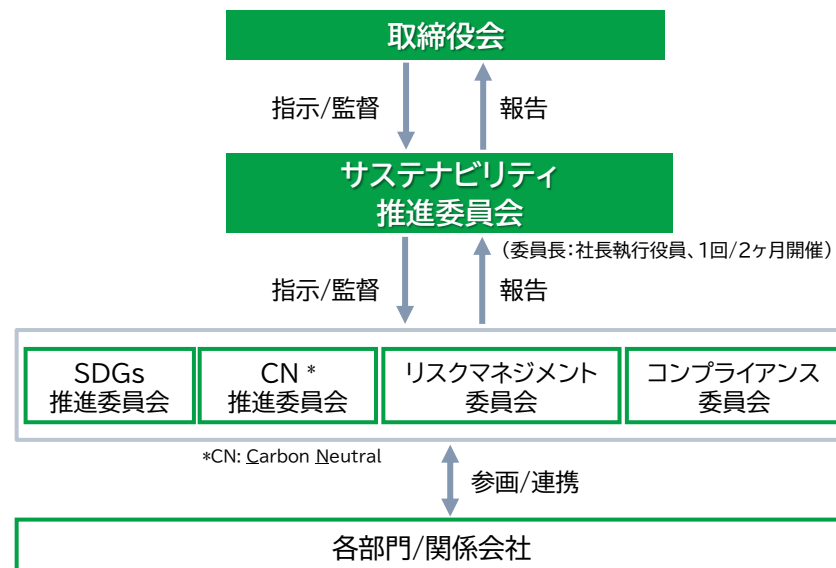 取締役会
指示/監督
報告
サステナビリティ
推進委員会
(委員長:社長執行役員、1回/2ヶ月開催)
指示/監督
報告
SDGs
推進委員会
CN *
推進委員会
リスクマネジメント
委員会
コンプライアンス
委員会
*CN: Carbon Neutral
参画/連携
各部門/関係会社